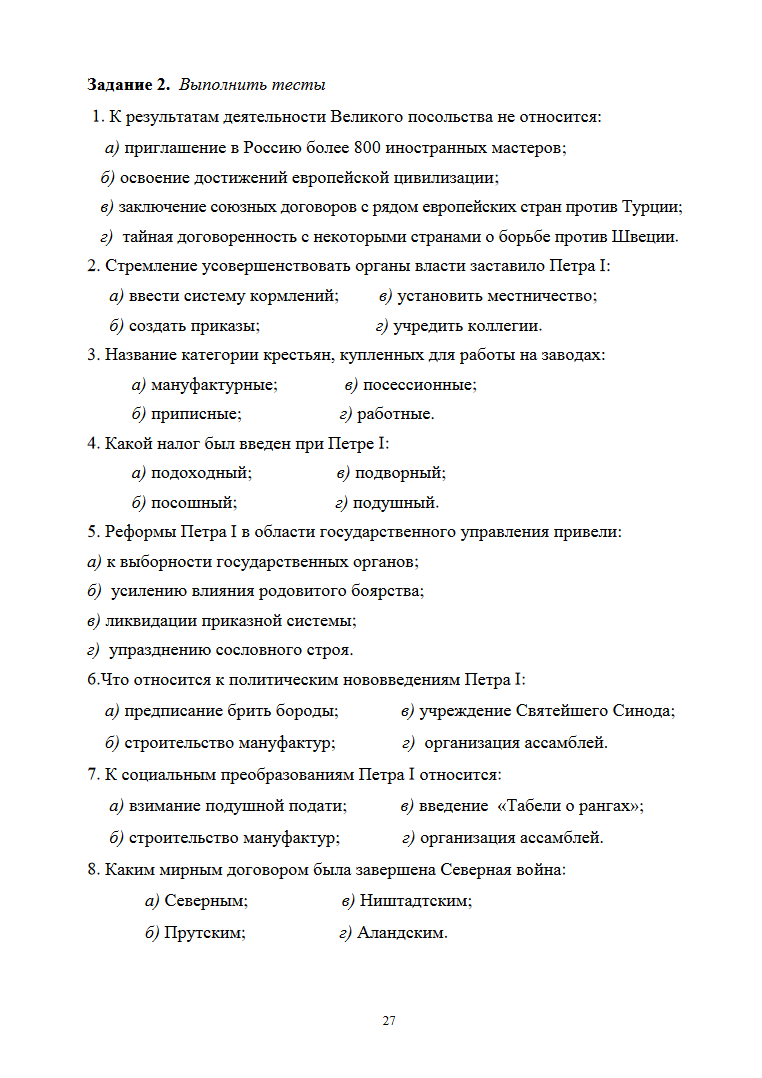 Задание 2. Выполнить тесты
1. К результатам деятельности Великого посольства не относится:
а) приглашение в Россию более 800 иностранных мастеров;
б) освоение достижений европейской цивилизации;
в) заключение союзных договоров с рядом европейских стран против Турции;
г) тайная договоренность с некоторыми странами о борьбе против Швеции.
2. Стремление усовершенствовать органы власти заставило Петра I:
а) ввести систему кормлений; в) установить местничество;
б) создать приказы; г) учредить коллегии.
3. Название категории крестьян, купленных для работы на заводах:
а) мануфактурные; в) посессионные;
б) приписные; г) работные.
4. Какой налог был введен при Петре I:
а) подоходный; в) подворный;
б) посошный; г) подушный.
5. Реформы Петра I в области государственного управления привели:
а) к выборности государственных органов;
б) усилению влияния родовитого боярства;
в) ликвидации приказной системы;
г) упразднению сословного строя.
6.Что относится к политическим нововведениям Петра I:
а) предписание брить бороды; в) учреждение Святейшего Синода;
б) строительство мануфактур; г) организация ассамблей.
7. К социальным преобразованиям Петра I относится:
а) взимание подушной подати; в) введение «Табели о рангах»;
б) строительство мануфактур; г) организация ассамблей.
8. Каким мирным договором была завершена Северная война:
а) Северным; в) Ништадтским;
б) Прутским; г) Аландским.
27